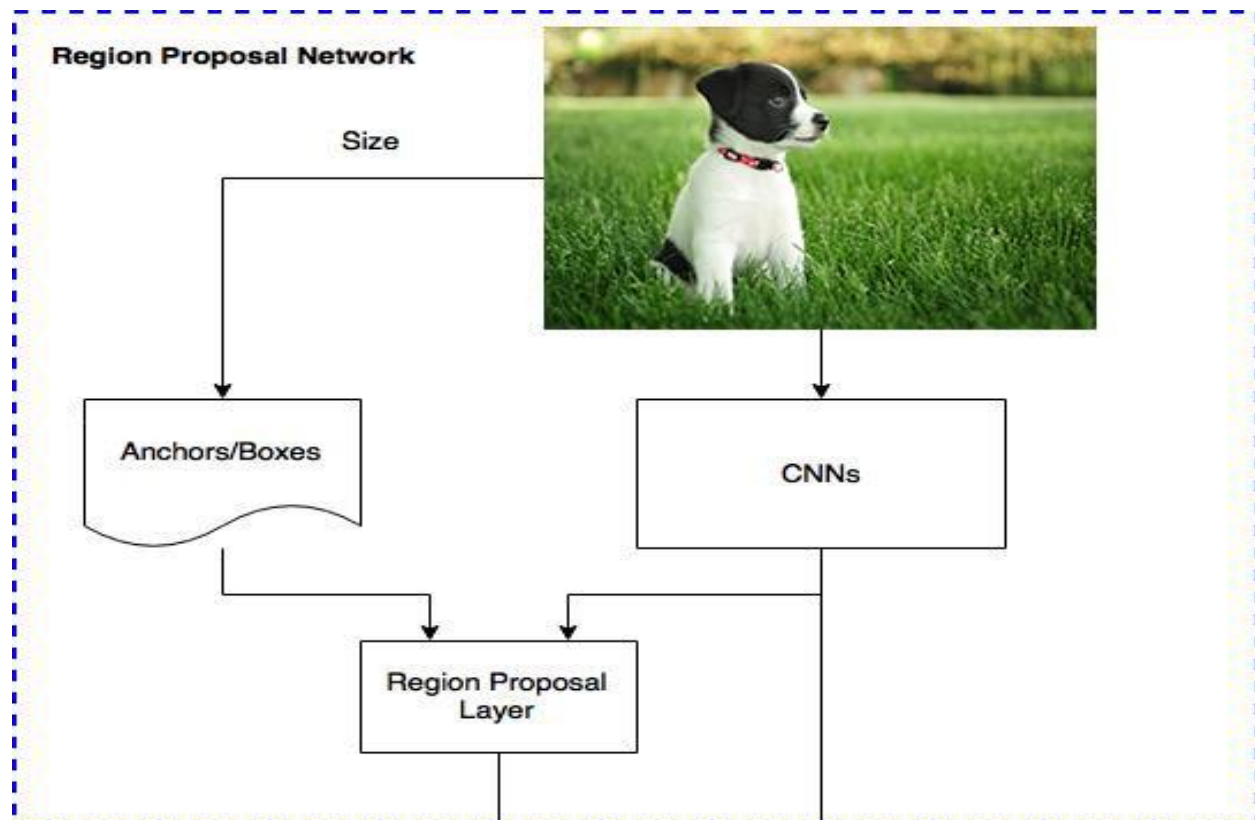 Region Proposal Network
Size
Anchors/Boxes
CNNs
Region Proposal
Layer